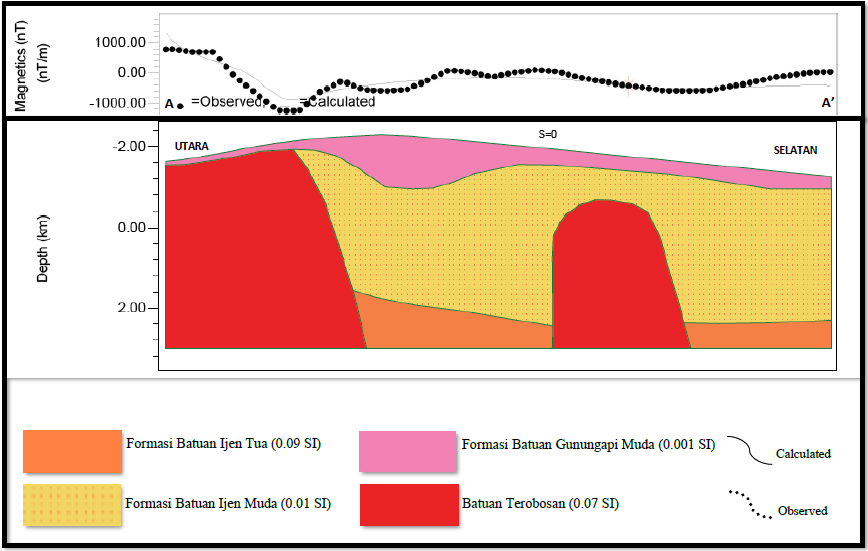 Magnetics (nT)
(nT/m)
1000.00
0.00
-1000.00
A
=Observed,
=Calculated
A'
Depth (km)
-2.00
0.00
2.00
UTARA
S=0
SELATAN
Formasi Batuan Ijen Tua (0.09 SI)
Formasi Batuan Gunungapi Muda (0.001 SI)
Calculated
Formasi Batuan Ijen Muda (0.01 SI)
Batuan Terobosan (0.07 SI)
Observed